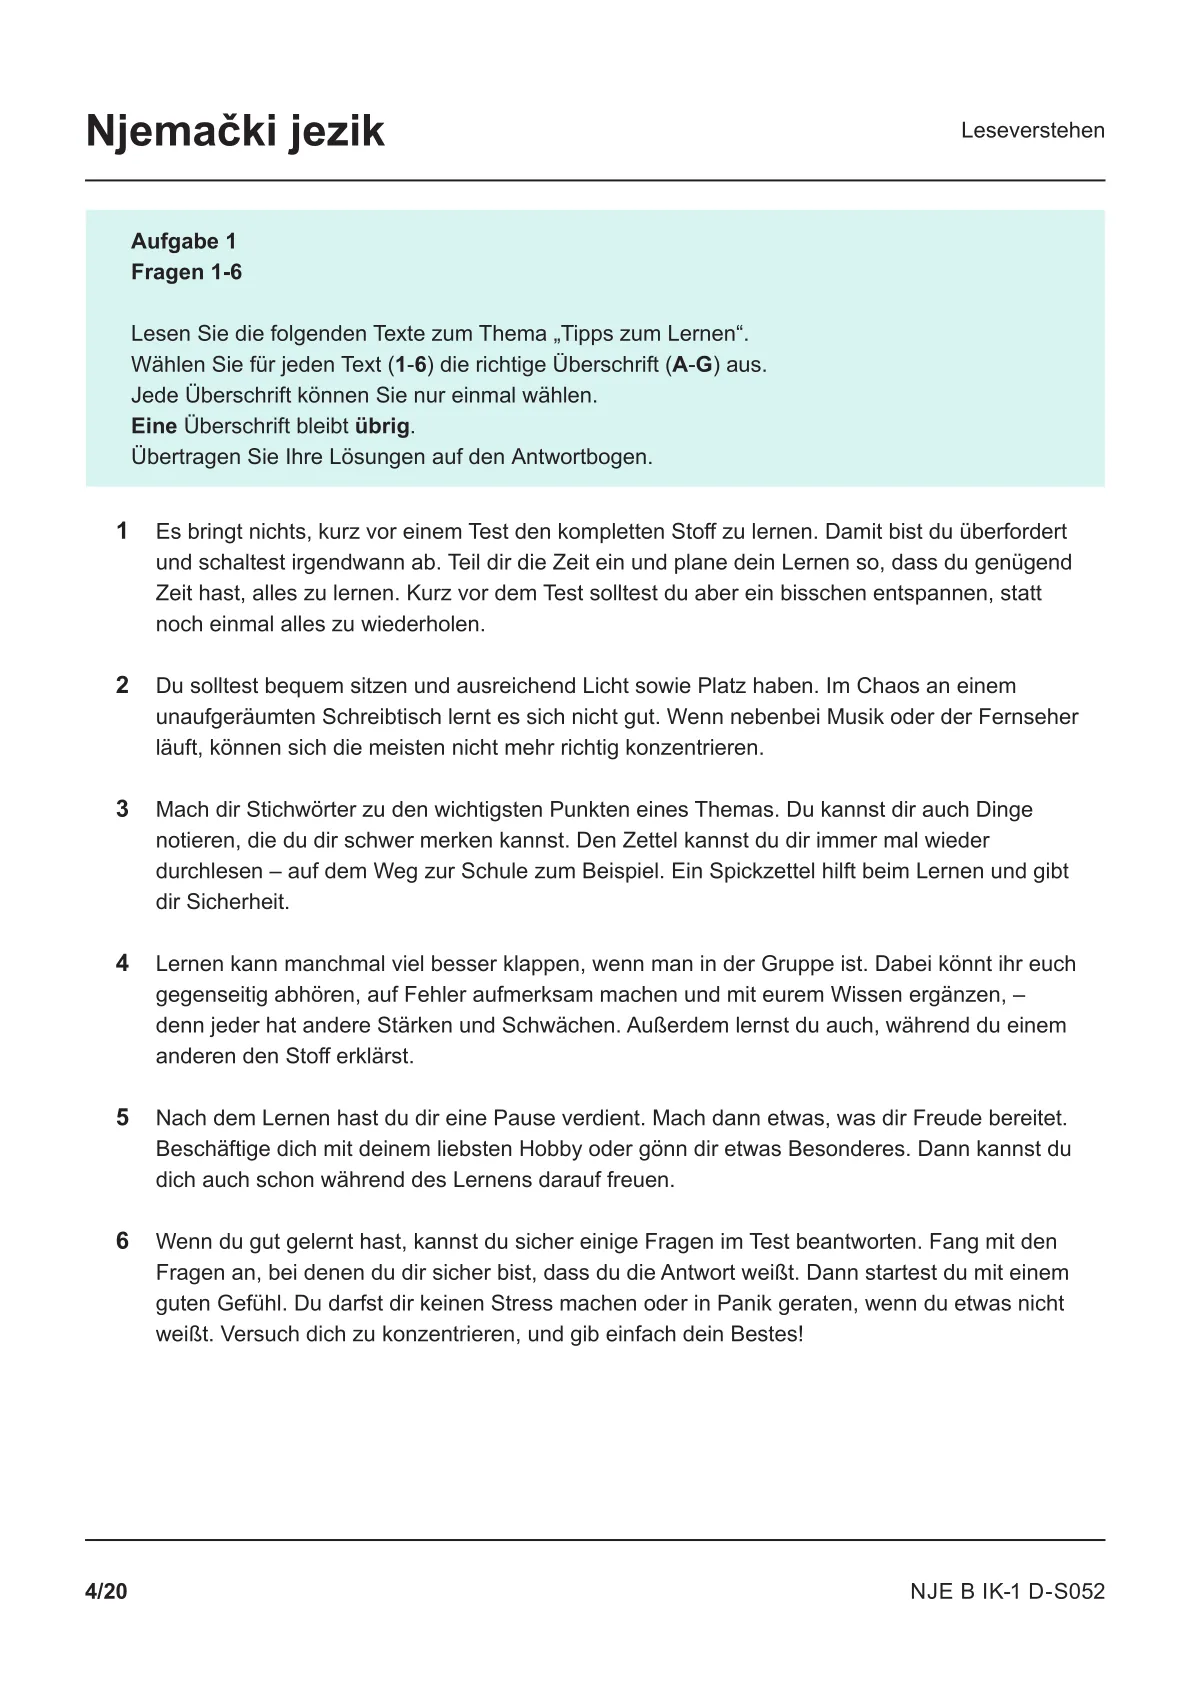 Njemački jezik
Leseverstehen
Aufgabe 1
Fragen 1-6
Lesen Sie die folgenden Texte zum Thema „Tipps zum Lernen“.
Wählen Sie für jeden Text (1-6) die richtige Überschrift (A-G) aus.
Jede Überschrift können Sie nur einmal wählen.
Eine Überschrift bleibt übrig.
Übertragen Sie Ihre Lösungen auf den Antwortbogen.
1 Es bringt nichts, kurz vor einem Test den kompletten Stoff zu lernen. Damit bist du überfordert
und schaltest irgendwann ab. Teil dir die Zeit ein und plane dein Lernen so, dass du genügend
Zeit hast, alles zu lernen. Kurz vor dem Test solltest du aber ein bisschen entspannen, statt
noch einmal alles zu wiederholen.
2 Du solltest bequem sitzen und ausreichend Licht sowie Platz haben. Im Chaos an einem
unaufgeräumten Schreibtisch lernt es sich nicht gut. Wenn nebenbei Musik oder der Fernseher
läuft, können sich die meisten nicht mehr richtig konzentrieren.
3 Mach dir Stichwörter zu den wichtigsten Punkten eines Themas. Du kannst dir auch Dinge
notieren, die du dir schwer merken kannst. Den Zettel kannst du dir immer mal wieder
durchlesen – auf dem Weg zur Schule zum Beispiel. Ein Spickzettel hilft beim Lernen und gibt
dir Sicherheit.
4 Lernen kann manchmal viel besser klappen, wenn man in der Gruppe ist. Dabei könnt ihr euch
gegenseitig abhören, auf Fehler aufmerksam machen und mit eurem Wissen ergänzen, –
denn jeder hat andere Stärken und Schwächen. Außerdem lernst du auch, während du einem
anderen den Stoff erklärst.
5 Nach dem Lernen hast du dir eine Pause verdient. Mach dann etwas, was dir Freude bereitet.
Beschäftige dich mit deinem liebsten Hobby oder gönn dir etwas Besonderes. Dann kannst du
dich auch schon während des Lernens darauf freuen.
6 Wenn du gut gelernt hast, kannst du sicher einige Fragen im Test beantworten. Fang mit den
Fragen an, bei denen du dir sicher bist, dass du die Antwort weißt. Dann startest du mit einem
guten Gefühl. Du darfst dir keinen Stress machen oder in Panik geraten, wenn du etwas nicht
weißt. Versuch dich zu konzentrieren, und gib einfach dein Bestes!
4/20
NJE B IK-1 D-S052